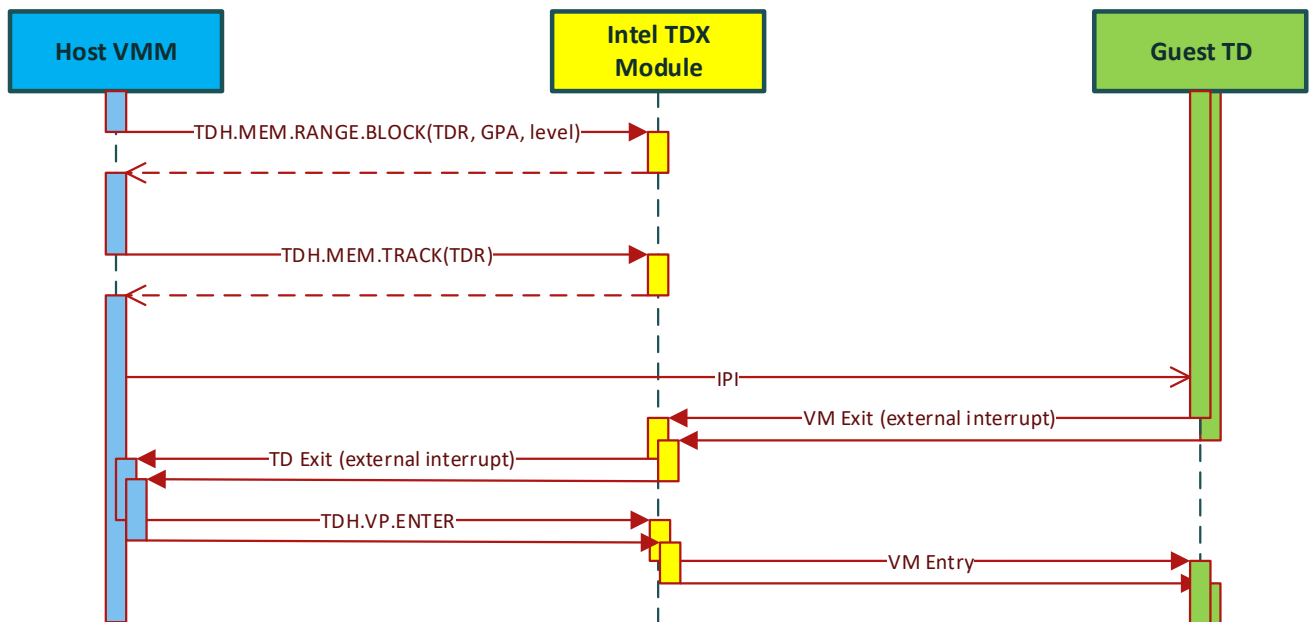 Host VMM
Intel TDX
Module
Guest TD
TDH.MEM.RANGE.BLOCK(TDR, GPA, level)
TDH.MEM.TRACK(TDR)
IPI
VM Exit (external interrupt)
TD Exit (external interrupt)
TDH.VP.ENTER
VM Entry